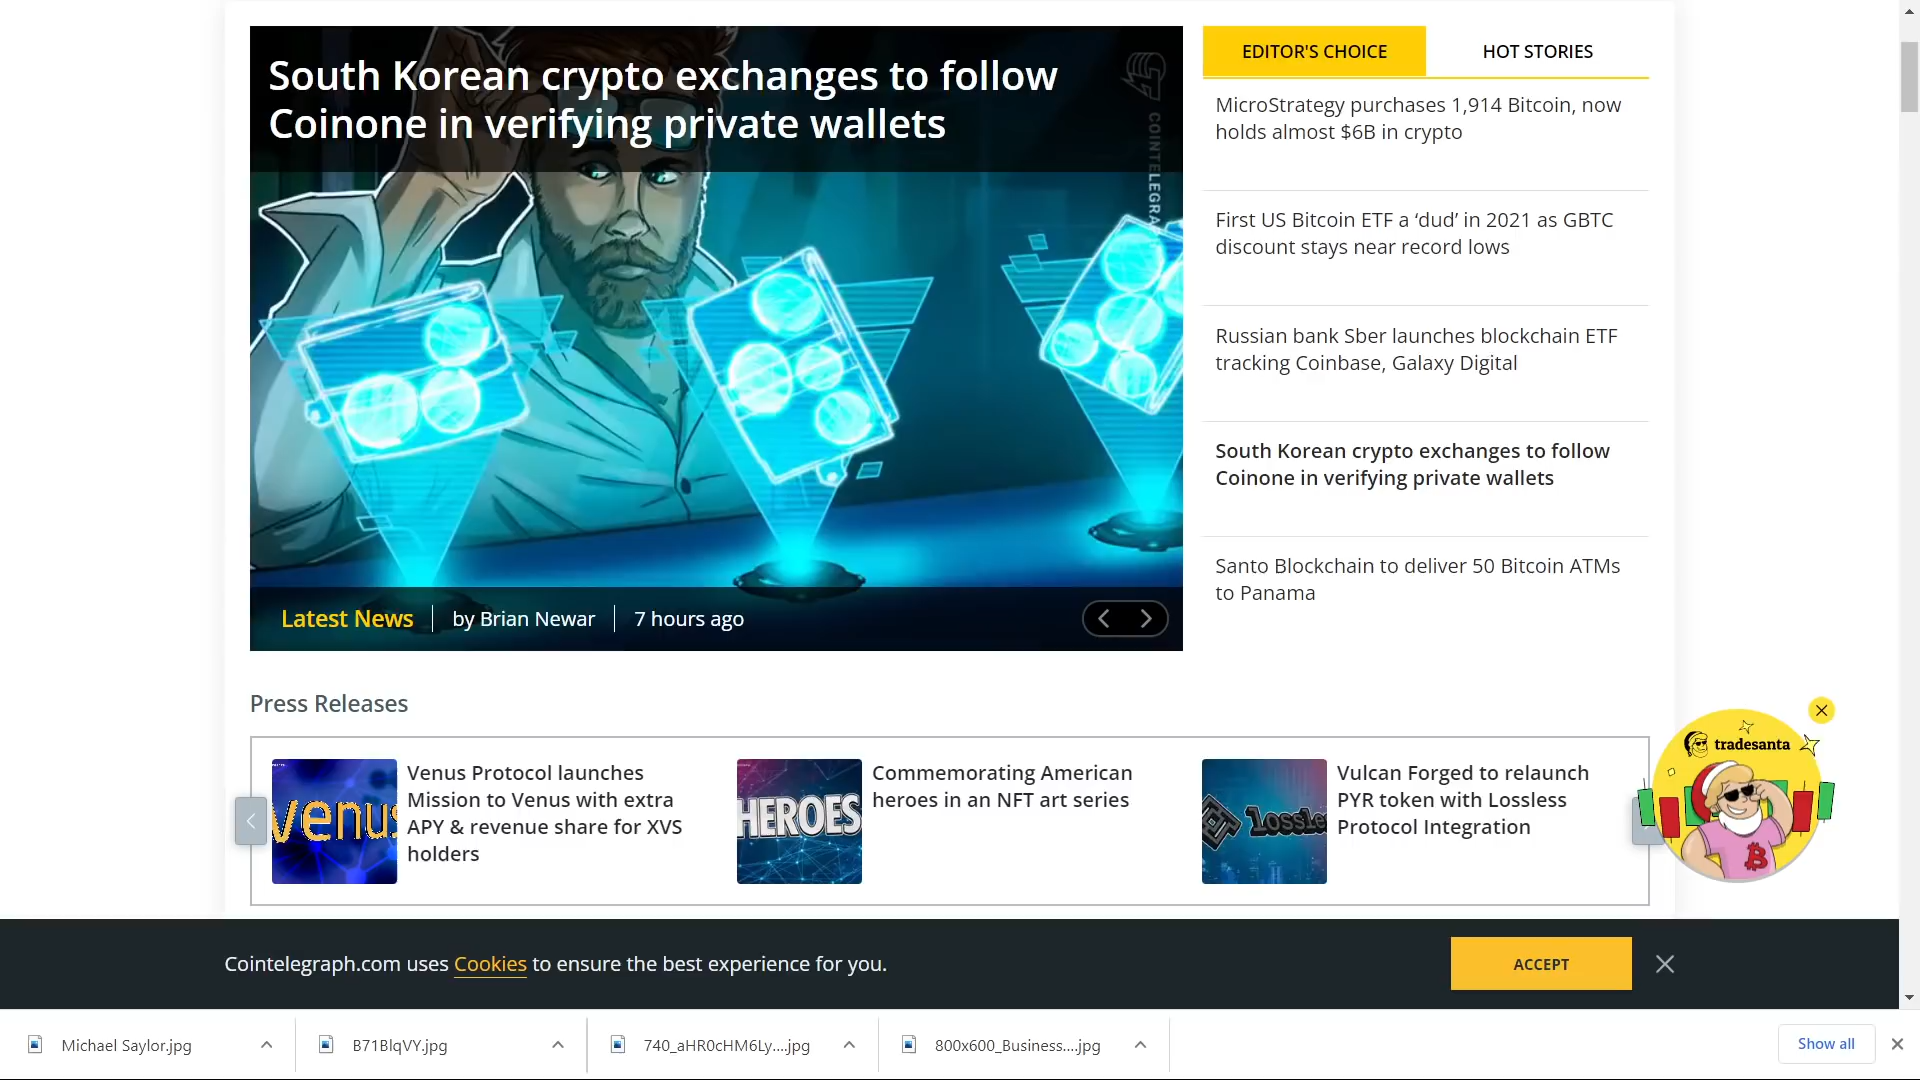 South Korean crypto exchanges to follow
Coinone in verifying private wallets
COINTELEGRA
Latest News
by Brian Newar
7 hours ago
EDITOR'S CHOICE
HOT STORIES
MicroStrategy purchases 1,914 Bitcoin, now
holds almost $6B in crypto
First US Bitcoin ETF a ‘dud’ in 2021 as GBTC
discount stays near record lows
Russian bank Sber launches blockchain ETF
tracking Coinbase, Galaxy Digital
South Korean crypto exchanges to follow
Coinone in verifying private wallets
Santo Blockchain to deliver 50 Bitcoin ATMs
to Panama
Press Releases
venus
Venus Protocol launches
Mission to Venus with extra
APY & revenue share for XVS
holders
HEROES
Commemorating American
heroes in an NFT art series
lossle
Vulcan Forged to relaunch
PYR token with Lossless
Protocol Integration
tradesanta
Cointelegraph.com uses Cookies to ensure the best experience for you.
ACCEPT
Michael Saylor.jpg
B71BlqVY.jpg
740_aHR0cHM6Ly....jpg
800x600_Business....jpg
Show all